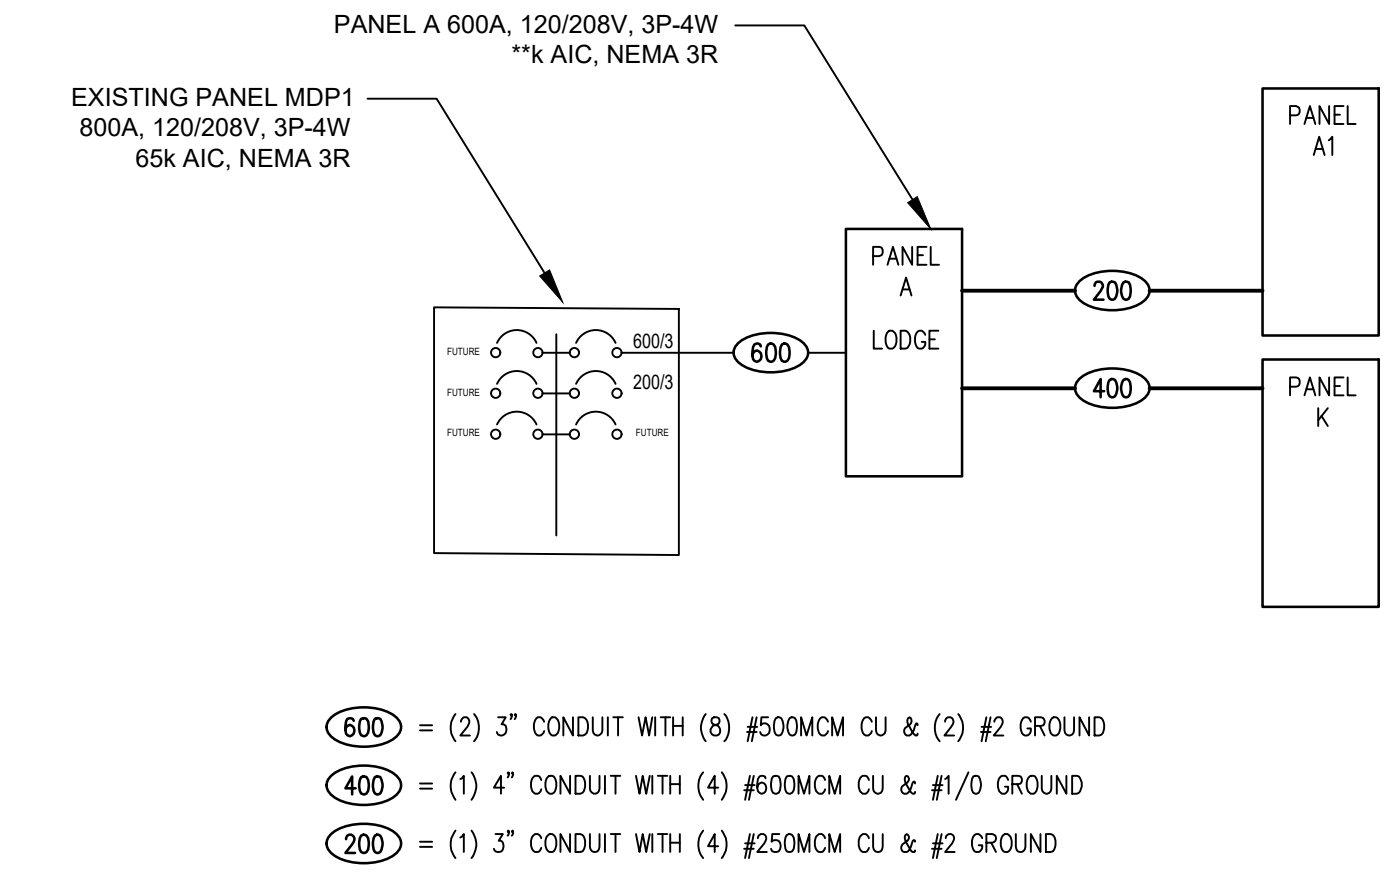 PANEL A 600A, 120/208V, 3P-4W
**k AIC, NEMA 3R
EXISTING PANEL MDP1
800A, 120/208V, 3P-4W
65k AIC, NEMA 3R
PANEL
A1
PANEL
A
LODGE
200
600/3
FUTURE
600
200/3
FUTURE
400
PANEL
K
FUTURE
FUTURE
600 = (2) 3" CONDUIT WITH (8) #500MCM CU & (2) #2 GROUND
400 = (1) 4" CONDUIT WITH (4) #600MCM CU & #1/0 GROUND
200 = (1) 3" CONDUIT WITH (4) #250MCM CU & #2 GROUND